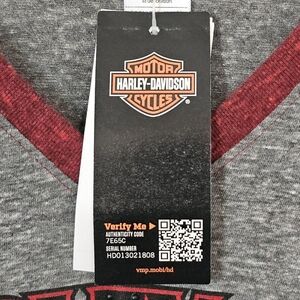 MOTOR
HARLEY-DAVIDSON
CYCLES
®
Verify Me ▶
AUTHENTICITY CODE
7E65C
SERIAL NUMBER
HD013021808
vmp.mobi/hd